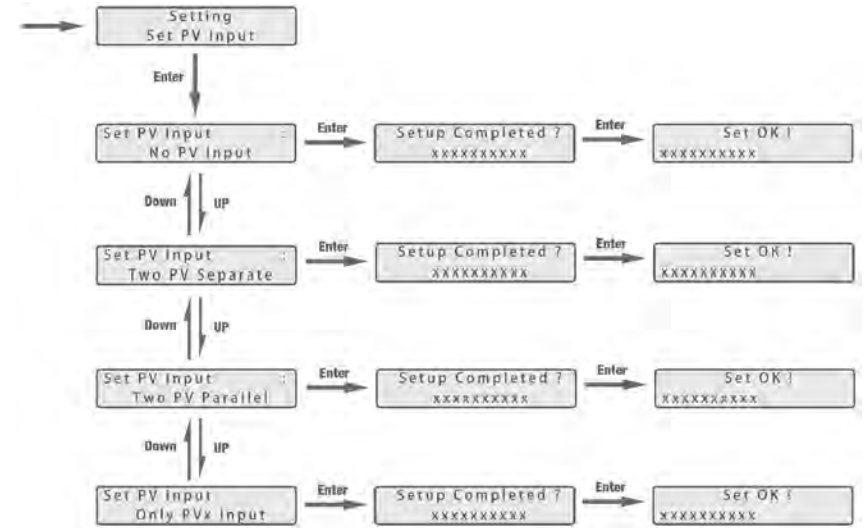 Setting
Set PV Input
Enter
Set PV Input :
No PV Input
Enter
Setup Completed ?
xxxxxxxxxx
Enter
Set OK !
xxxxxxxxxx
Down
UP
Set PV Input :
Two PV Separate
Enter
Setup Completed ?
xxxxxxxxxx
Enter
Set OK !
xxxxxxxxxx
Down
UP
Set PV Input :
Two PV Parallel
Enter
Setup Completed ?
xxxxxxxxxx
Enter
Set OK !
xxxxxxxxxx
Down
UP
Set PV Input
Only PVx Input
Enter
Setup Completed ?
xxxxxxxxxx
Enter
Set OK !
xxxxxxxxxx